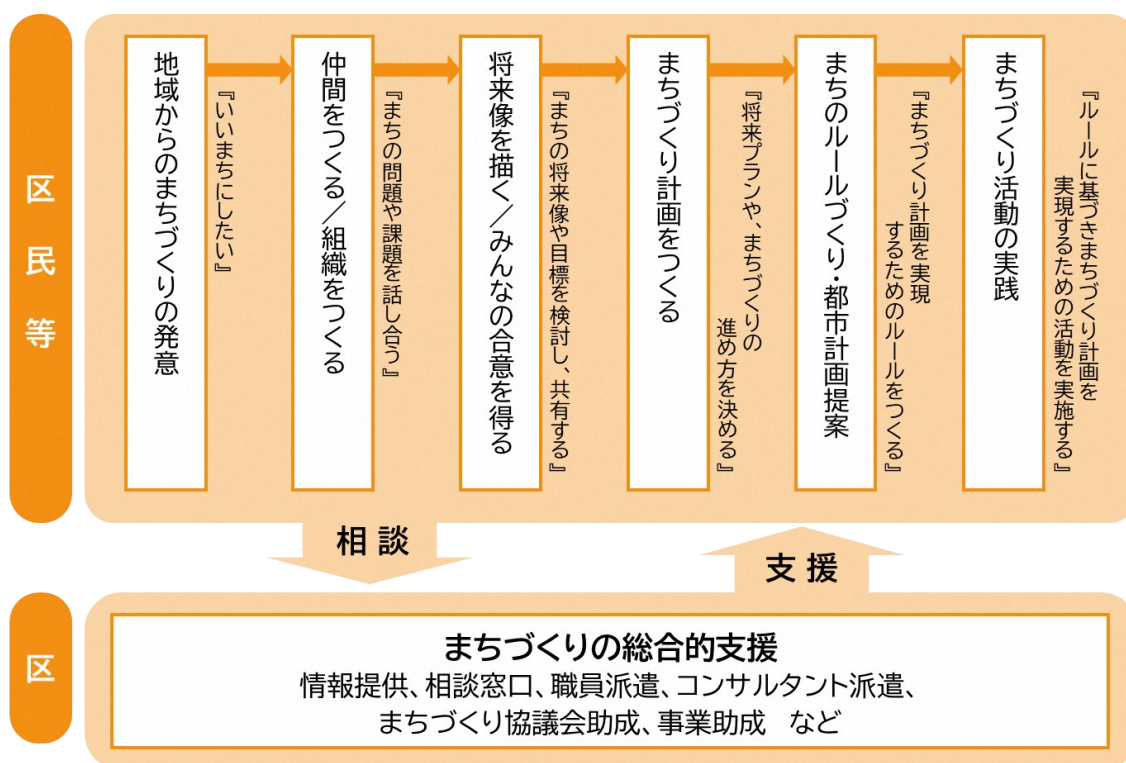 区民等
地域からのまちづくりの発意
『いいまちにしたい』
仲間をつくる／組織をつくる
『まちの問題や課題を話し合う』
将来像を描く／みんなの合意を得る
『まちの将来像や目標を検討し、共有する』
まちづくり計画をつくる
『将来プランや、まちづくりの
進め方を決める』
まちのルールづくり・都市計画提案
『まちづくり計画を実現
するためのルールをつくる』
まちづくり活動の実践
『ルールに基づきまちづくり計画を
実現するための活動を実施する』
相談
支援
区
まちづくりの総合的支援
情報提供、相談窓口、職員派遣、コンサルタント派遣、
まちづくり協議会助成、事業助成　など